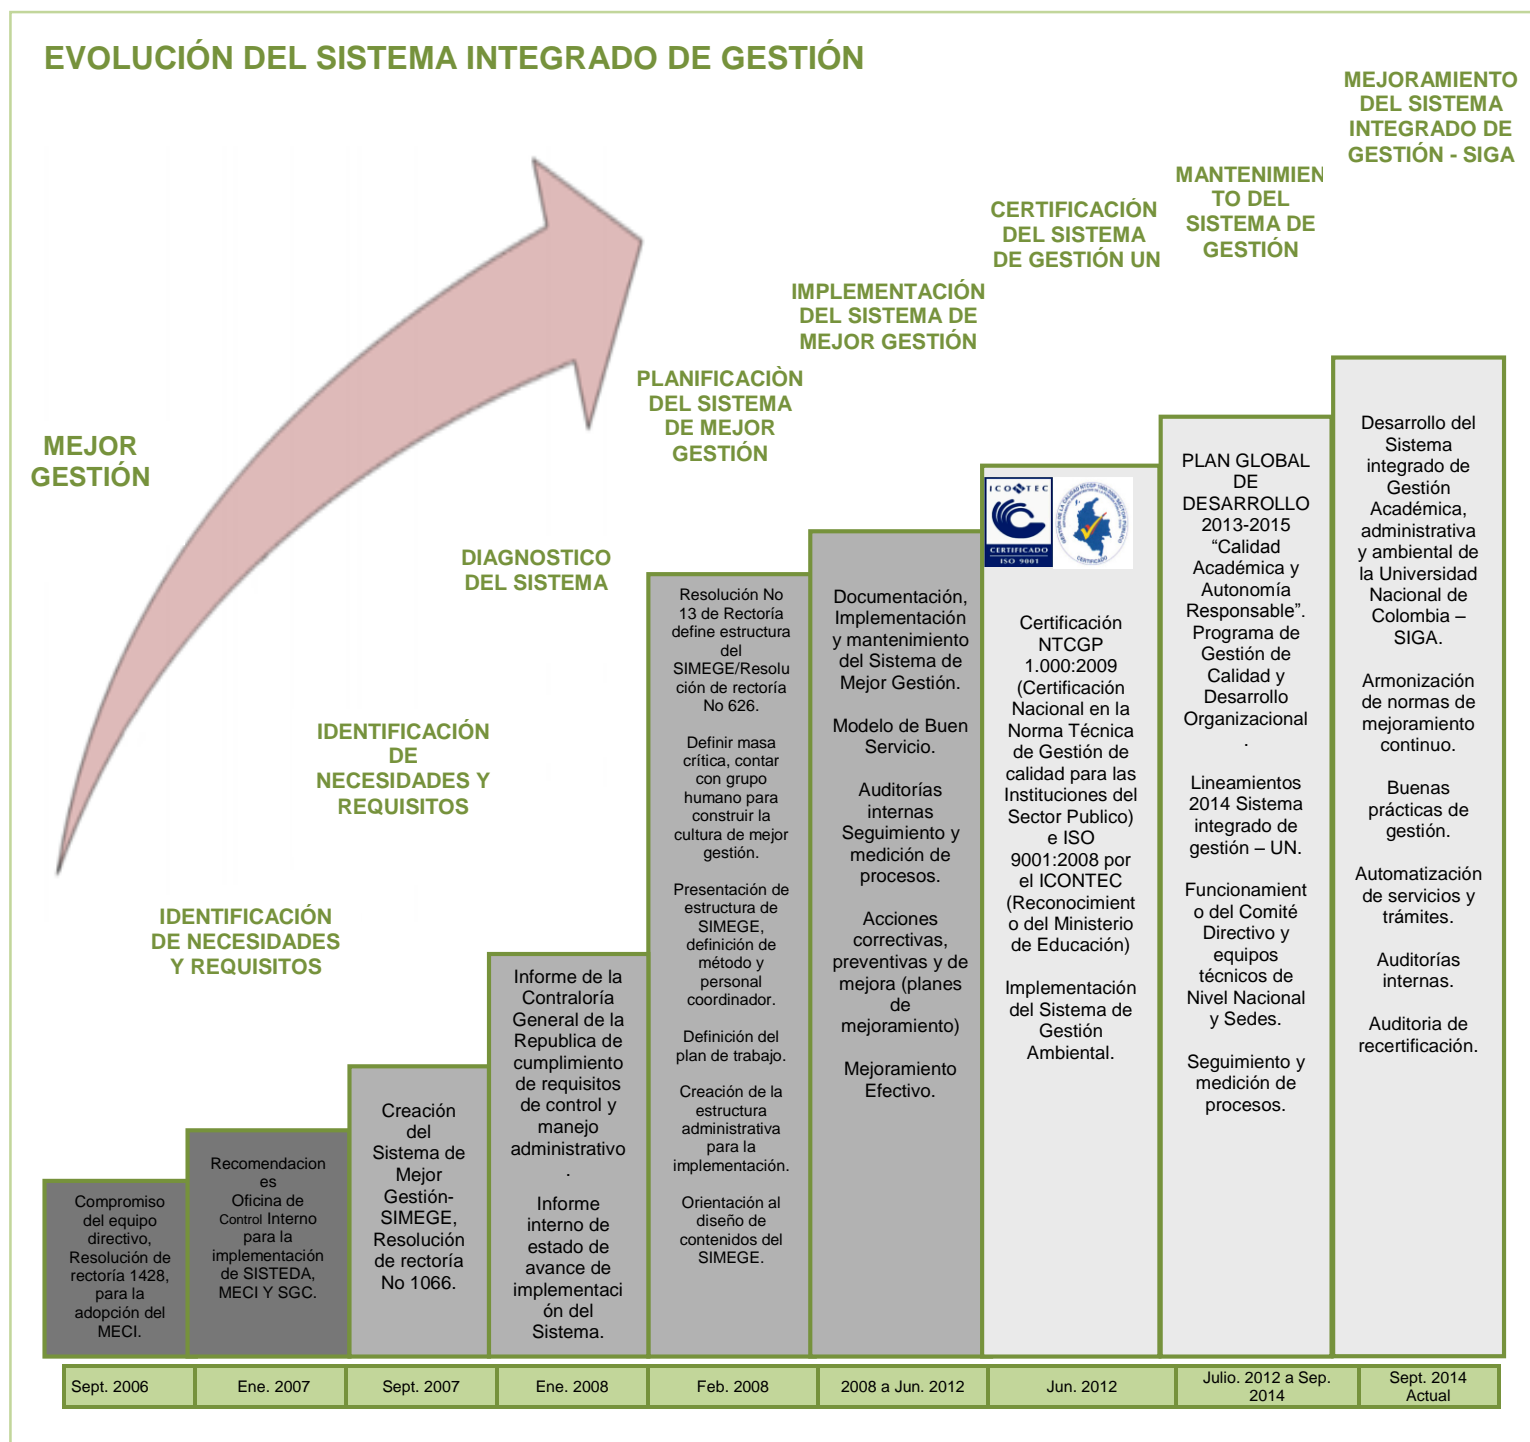 EVOLUCIÓN DEL SISTEMA INTEGRADO DE GESTIÓN
MEJOR
GESTIÓN
IDENTIFICACIÓN
DE NECESIDADES
Y REQUISITOS
IDENTIFICACIÓN
DE
NECESIDADES Y
REQUISITOS
DIAGNOSTICO
DEL SISTEMA
PLANIFICACIÒN
DEL SISTEMA
DE MEJOR
GESTIÓN
IMPLEMENTACIÓN
DEL SISTEMA DE
MEJOR GESTIÓN
CERTIFICACIÓN
DEL SISTEMA
DE GESTIÓN UN
MANTENIMIEN
TO DEL
SISTEMA DE
GESTIÓN
MEJORAMIENTO
DEL SISTEMA
INTEGRADO DE
GESTIÓN - SIGA
Compromiso
del equipo
directivo,
Resolución de
rectoría 1428,
para la
adopción del
MECI.
Recomendacion
es
Oficina de
Control Interno
para la
implementación
de SISTEDA,
MECI Y SGC.
Creación
del
Sistema de
Mejor
Gestión-
SIMEGE,
Resolución
de rectoría
No 1066.
Informe de la
Contraloría
General de la
Republica de
cumplimiento
de requisitos
de control y
manejo
administrativo
.
Informe
interno de
estado de
avance de
implementaci
ón del
Sistema.
Resolución No
13 de Rectoría
define estructura
del
SIMEGE/Resolu
ción de rectoría
No 626.
Definir masa
crítica, contar
con grupo
humano para
construir la
cultura de mejor
gestión.
Presentación de
estructura de
SIMEGE,
definición de
método y
personal
coordinador.
Definición del
plan de trabajo.
Creación de la
estructura
administrativa
para la
implementación.
Orientación al
diseño de
contenidos del
SIMEGE.
Documentación,
Implementación
y mantenimiento
del Sistema de
Mejor Gestión.
Modelo de Buen
Servicio.
Auditorías
internas
Seguimiento y
medición de
procesos.
Acciones
correctivas,
preventivas y de
mejora (planes
de
mejoramiento)
Mejoramiento
Efectivo.
ICONTEC
CERTIFICADO
ISO 9001
CERTIFICADO
Certificación
NTCGP
1.000:2009
(Certificación
Nacional en la
Norma Técnica
de Gestión de
calidad para las
Instituciones del
Sector Publico)
e ISO
9001:2008 por
el ICONTEC
(Reconocimient
o del Ministerio
de Educación)
Implementación
del Sistema de
Gestión
Ambiental.
PLAN GLOBAL
DE
DESARROLLO
2013-2015
“Calidad
Académica y
Autonomía
Responsable”.
Programa de
Gestión de
Calidad y
Desarrollo
Organizacional
.
Lineamientos
2014 Sistema
integrado de
gestión – UN.
Funcionamient
o del Comité
Directivo y
equipos
técnicos de
Nivel Nacional
y Sedes.
Seguimiento y
medición de
procesos.
Desarrollo del
Sistema
integrado de
Gestión
Académica,
administrativa
y ambiental de
la Universidad
Nacional de
Colombia –
SIGA.
Armonización
de normas de
mejoramiento
continuo.
Buenas
prácticas de
gestión.
Automatización
de servicios y
trámites.
Auditorías
internas.
Auditoria de
recertificación.
Sept. 2006
Ene. 2007
Sept. 2007
Ene. 2008
Feb. 2008
2008 a Jun. 2012
Jun. 2012
Julio. 2012 a Sep.
2014
Sept. 2014
Actual